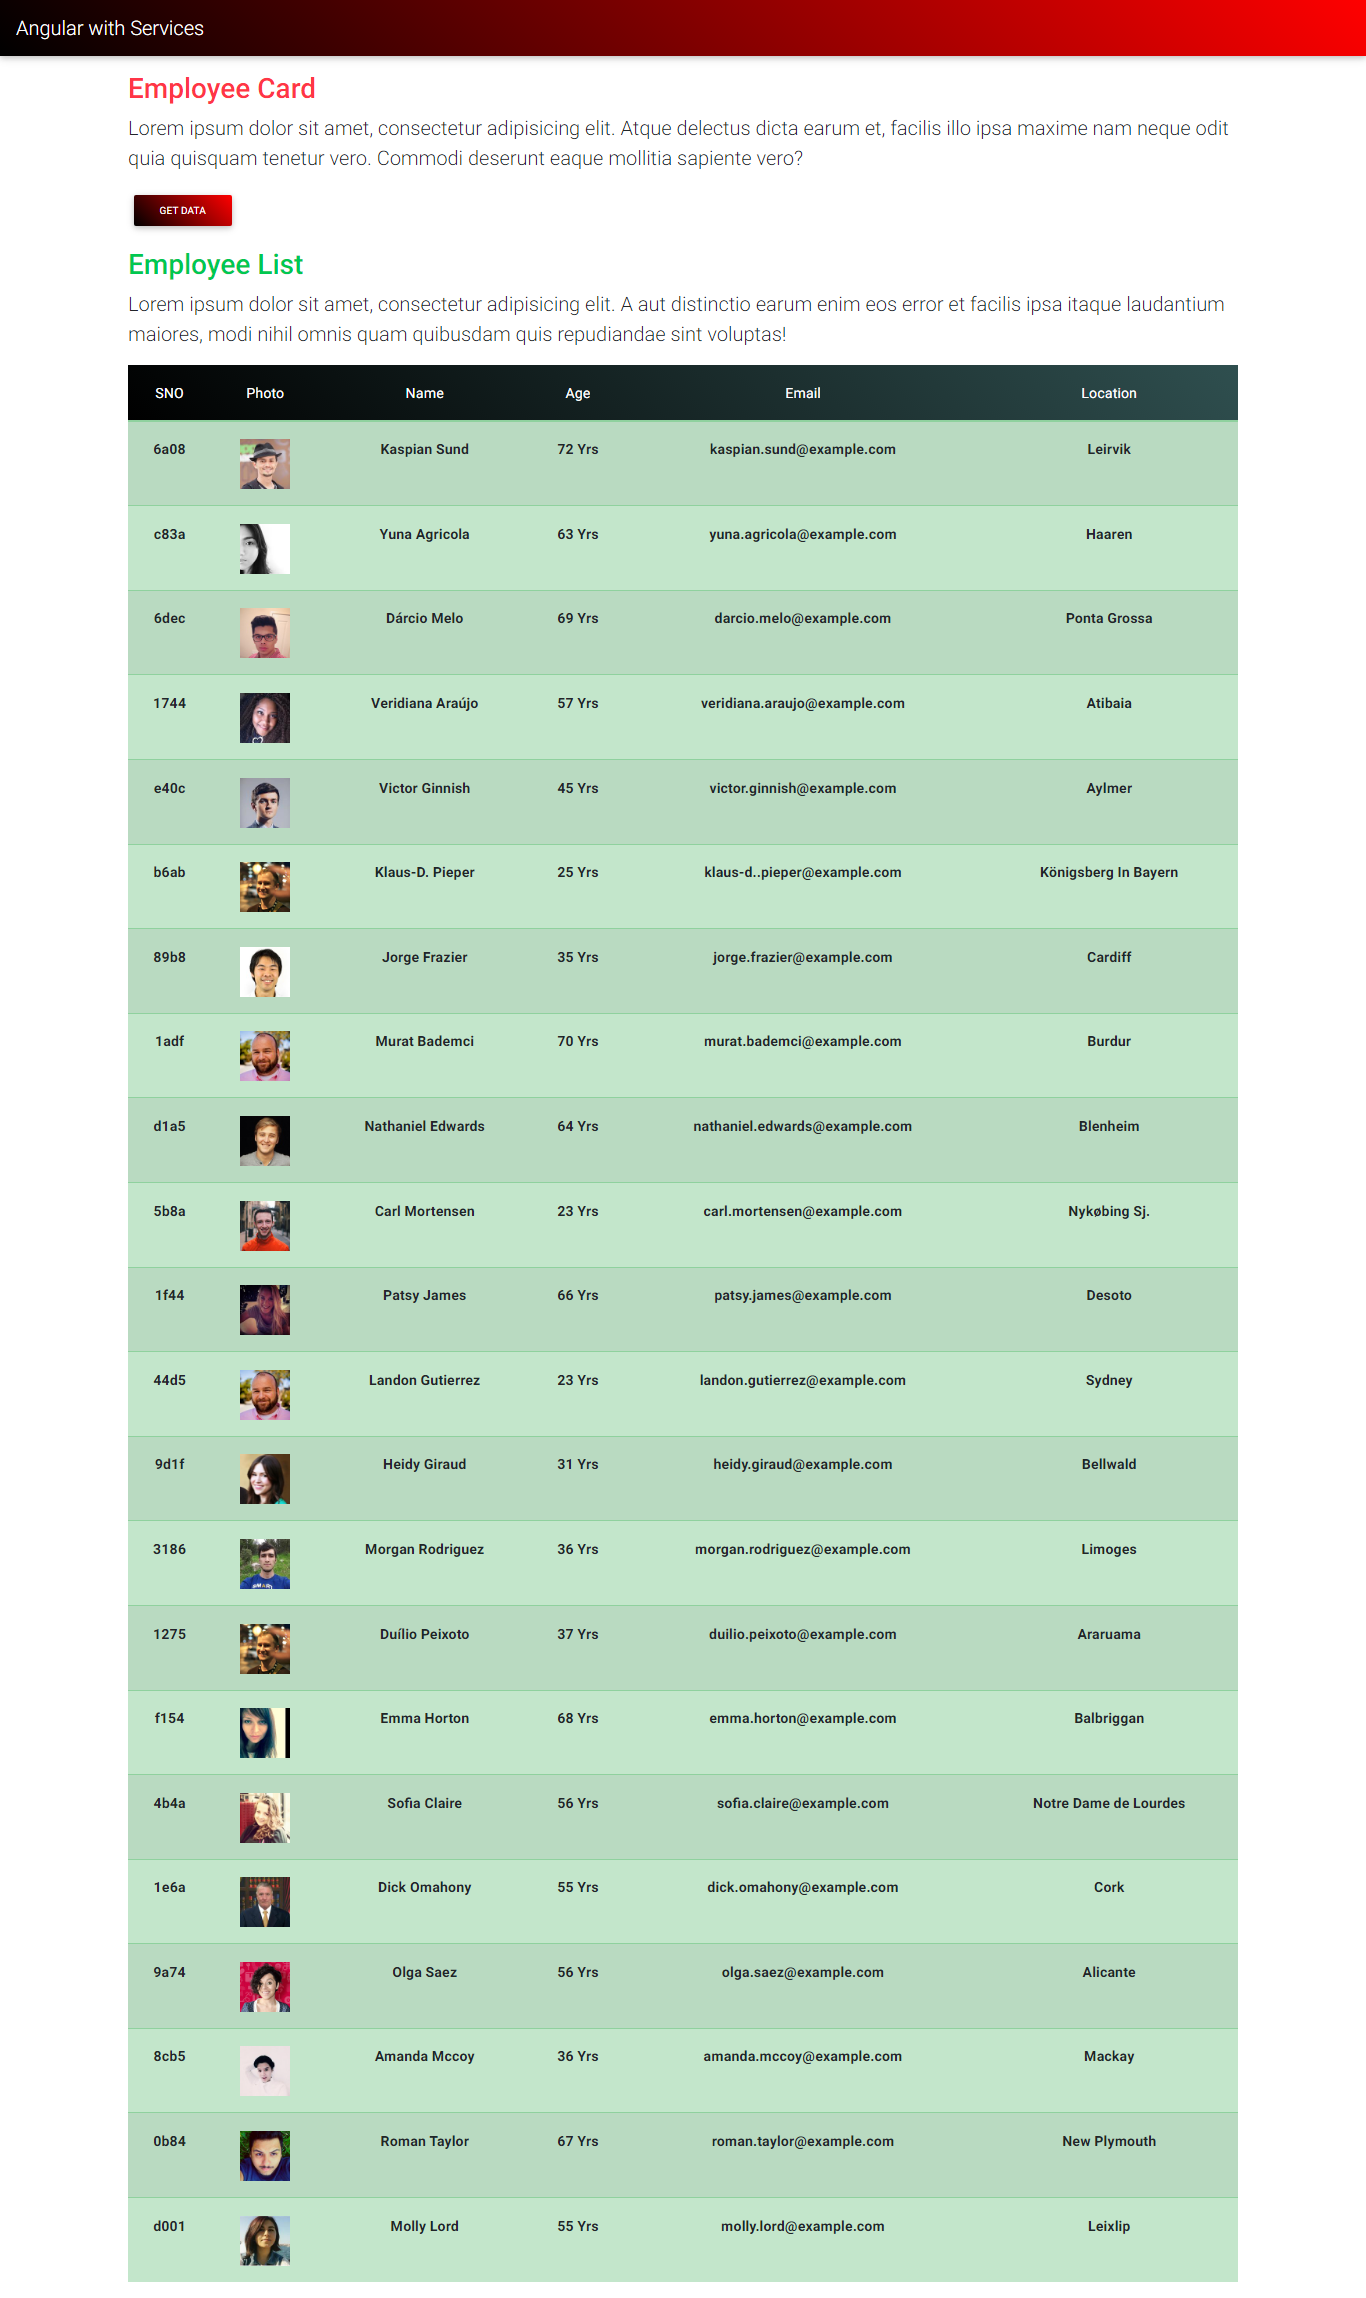 Angular with Services
Employee Card
Lorem ipsum dolor sit amet, consectetur adipisicing elit. Atque delectus dicta earum et, facilis illo ipsa maxime nam neque odit
quia quisquam tenetur vero. Commodi deserunt eaque mollitia sapiente vero?
GET DATA
Employee List
Lorem ipsum dolor sit amet, consectetur adipisicing elit. A aut distinctio earum enim eos error et facilis ipsa itaque laudantium
maiores, modi nihil omnis quam quibusdam quis repudiandae sint voluptas!
SNO Photo Name Age Email Location
6a08 Kaspian Sund 72 Yrs kaspian.sund@example.com Leirvik
c83a Yuna Agricola 63 Yrs yuna.agricola@example.com Haaren
6dec Dárcio Melo 69 Yrs darcio.melo@example.com Ponta Grossa
1744 Veridiana Araújo 57 Yrs veridiana.araujo@example.com Atibaia
e40c Victor Ginnish 45 Yrs victor.ginnish@example.com Aylmer
b6ab Klaus-D. Pieper 25 Yrs klaus-d..pieper@example.com Königsberg In Bayern
89b8 Jorge Frazier 35 Yrs jorge.frazier@example.com Cardiff
1adf Murat Bademci 70 Yrs murat.bademci@example.com Burdur
d1a5 Nathaniel Edwards 64 Yrs nathaniel.edwards@example.com Blenheim
5b8a Carl Mortensen 23 Yrs carl.mortensen@example.com Nykøbing Sj.
1f44 Patsy James 66 Yrs patsy.james@example.com Desoto
44d5 Landon Gutierrez 23 Yrs landon.gutierrez@example.com Sydney
9d1f Heidy Giraud 31 Yrs heidy.giraud@example.com Bellwald
3186 Morgan Rodriguez 36 Yrs morgan.rodriguez@example.com Limoges
1275 Duílio Peixoto 37 Yrs duilio.peixoto@example.com Araruama
f154 Emma Horton 68 Yrs emma.horton@example.com Balbriggan
4b4a Sofia Claire 56 Yrs sofia.claire@example.com Notre Dame de Lourdes
1e6a Dick Omahony 55 Yrs dick.omahony@example.com Cork
9a74 Olga Saez 56 Yrs olga.saez@example.com Alicante
8cb5 Amanda Mccoy 36 Yrs amanda.mccoy@example.com Mackay
0b84 Roman Taylor 67 Yrs roman.taylor@example.com New Plymouth
d001 Molly Lord 55 Yrs molly.lord@example.com Leixlip